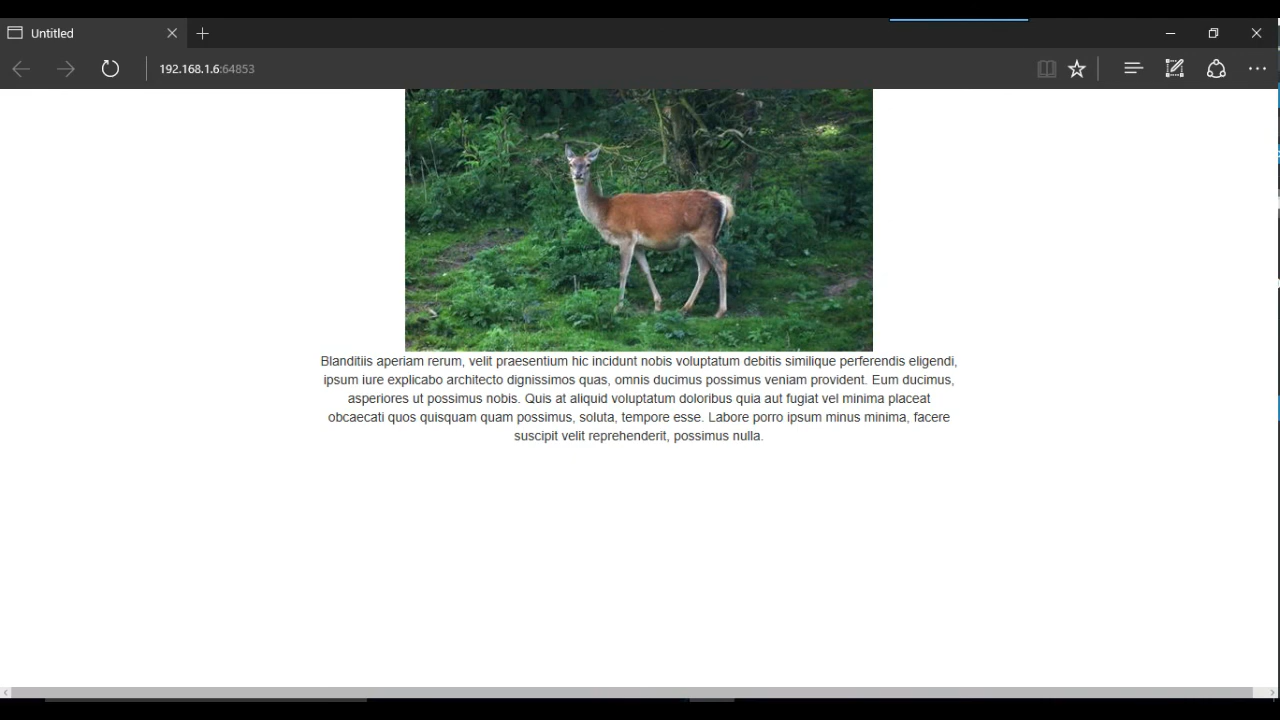 Untitled
192.168.1.6:64853
Blanditiis aperiam rerum, velit praesentium hic incidunt nobis voluptatum debitis similique perferendis eligendi,
ipsum iure explicabo architecto dignissimos quas, omnis ducimus possimus veniam provident. Eum ducimus,
asperiores ut possimus nobis. Quis at aliquid voluptatum doloribus quia aut fugiat vel minima placeat
obcaecati quos quisquam quam possimus, soluta, tempore esse. Labore porro ipsum minus minima, facere
suscipit velit reprehenderit, possimus nulla.